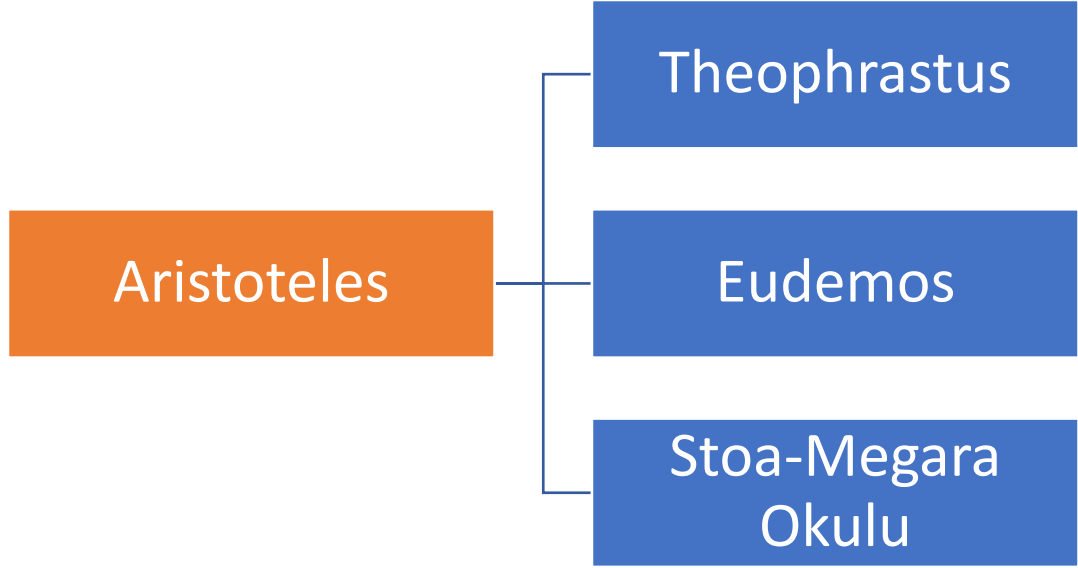 Theophrastus
Aristoteles
Eudemos
Stoa-Megara
Okulu